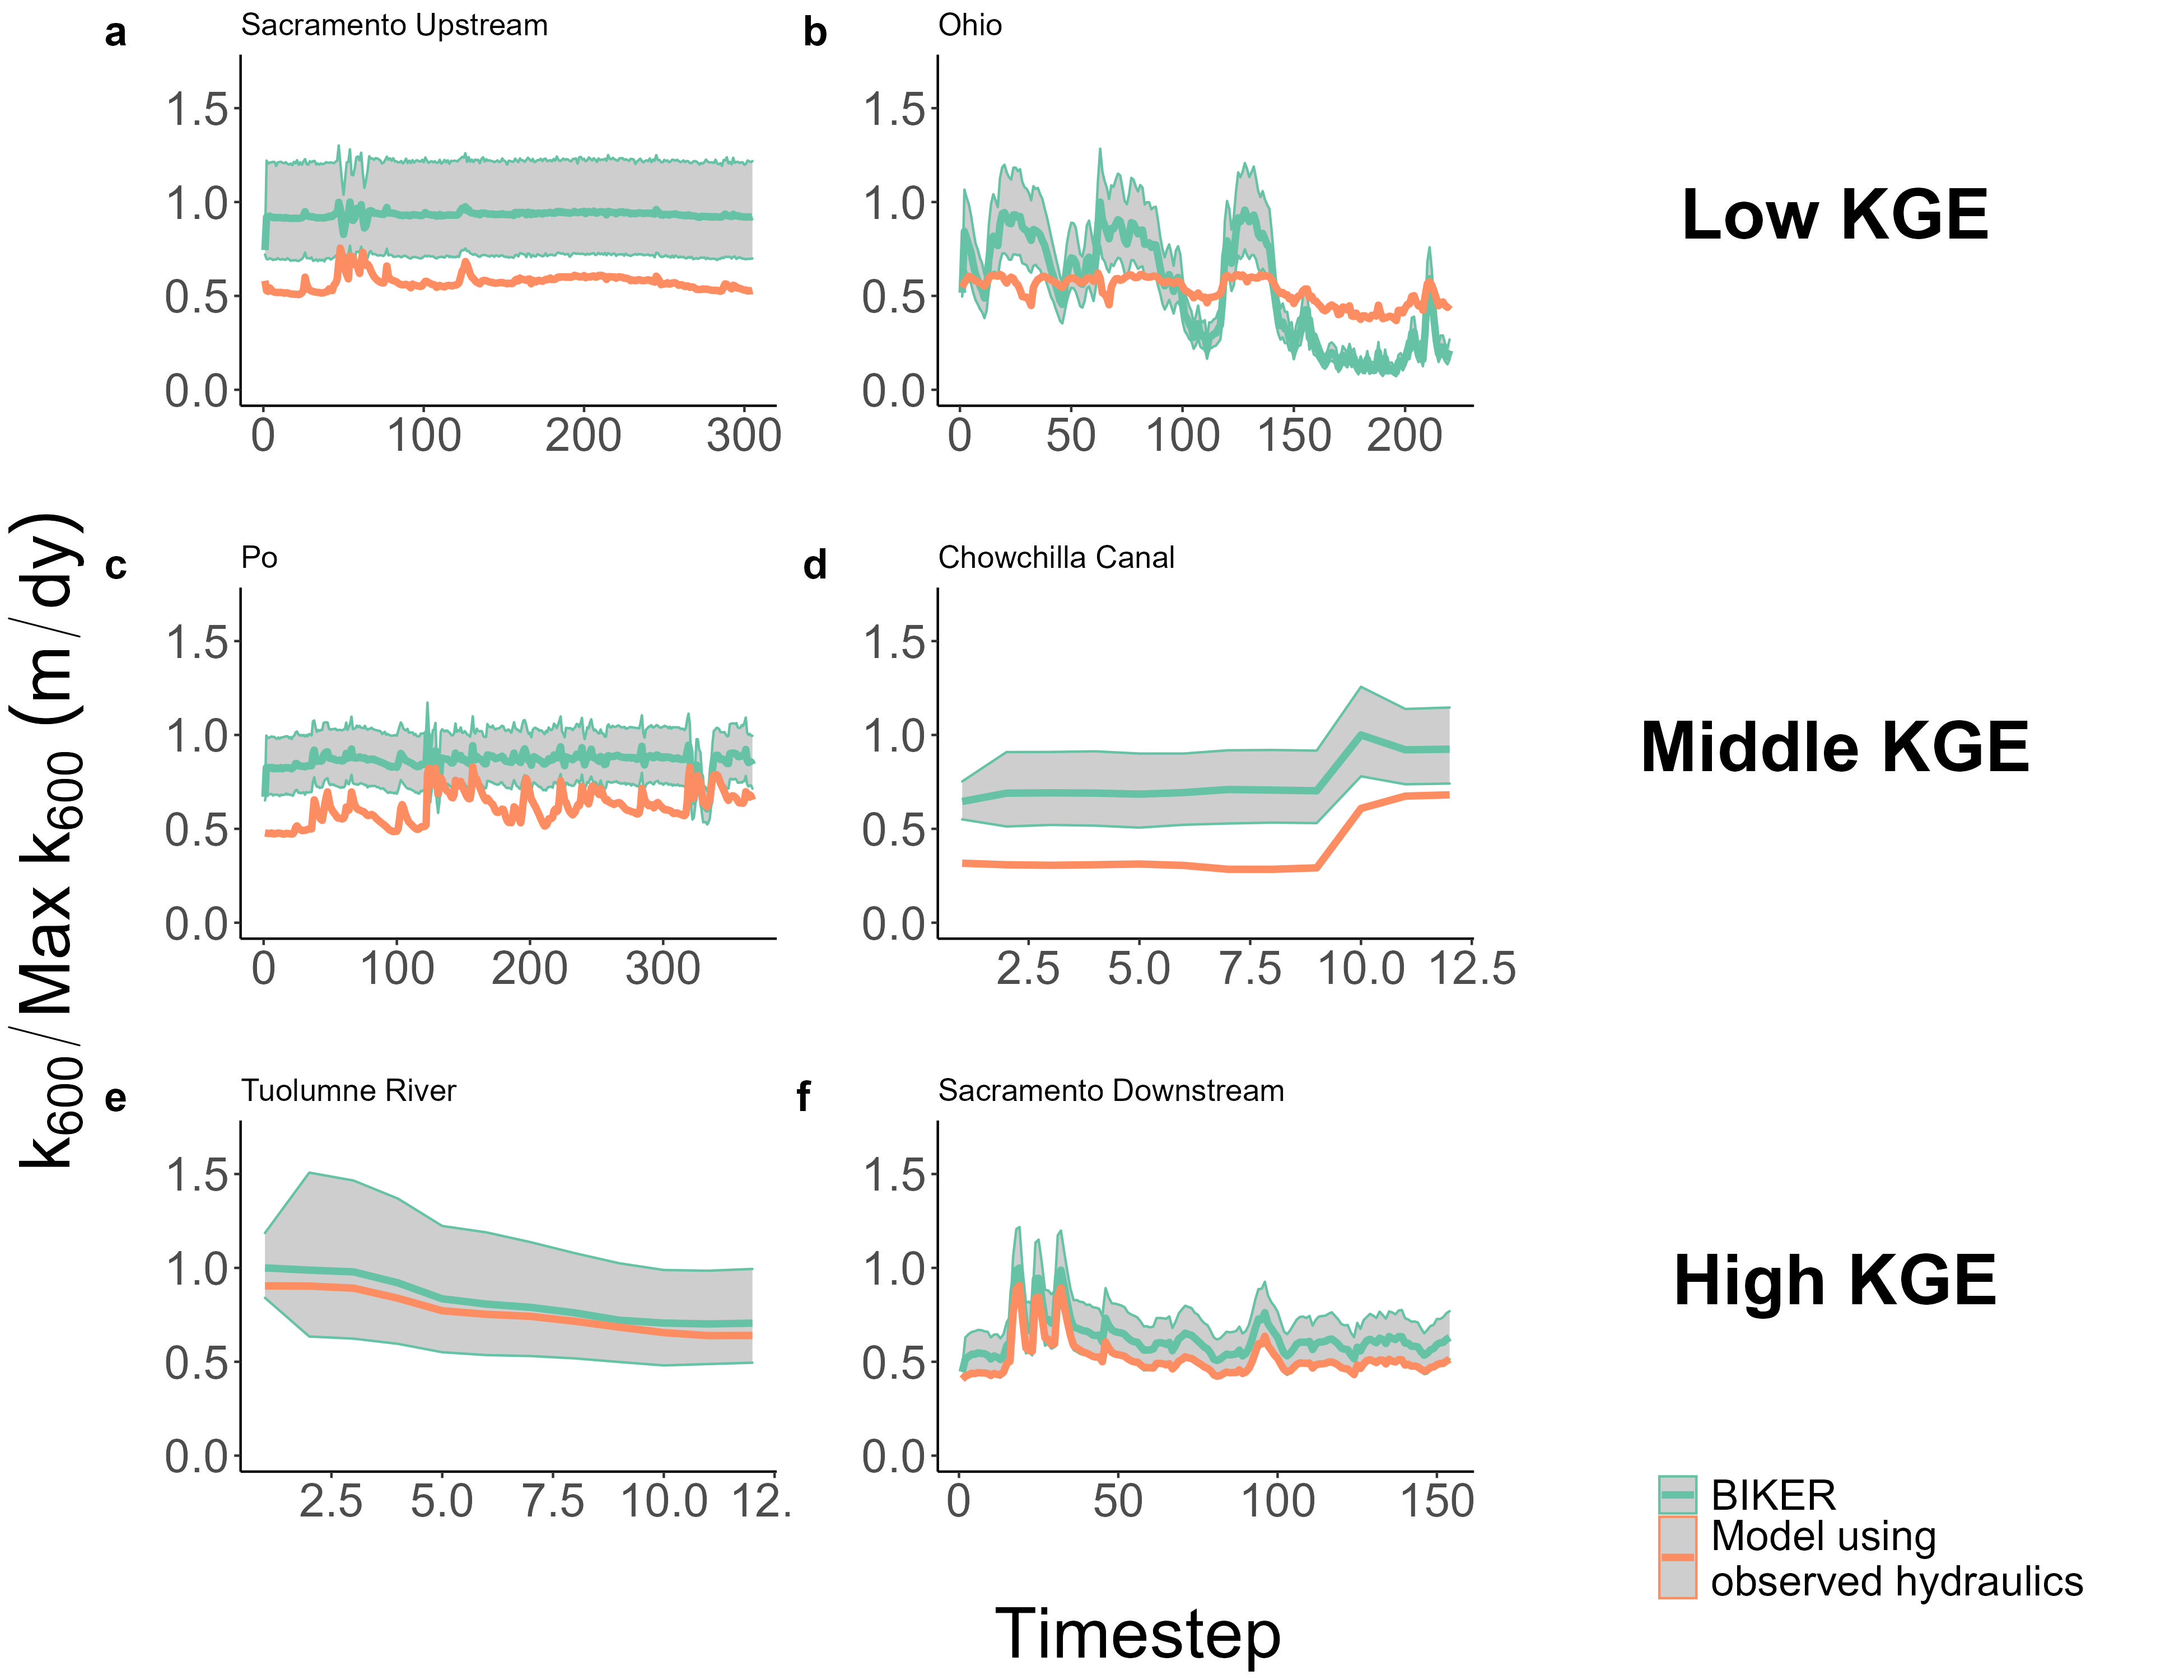 a Sacramento Upstream
1.5
1.0
0.5
0.0
0 100 200 300
b Ohio
1.5
1.0
0.5
0.0
0 50 100 150 200
Low KGE
k600/Max k600 (m/dy)
c Po
1.5
1.0
0.5
0.0
0 100 200 300
d Chowchilla Canal
1.5
1.0
0.5
0.0
2.5 5.0 7.5 10.0 12.5
Middle KGE
e Tuolumne River
1.5
1.0
0.5
0.0
2.5 5.0 7.5 10.0 12.
f Sacramento Downstream
1.5
1.0
0.5
0.0
0 50 100 150
High KGE
BIKER
Model using
observed hydraulics
Timestep